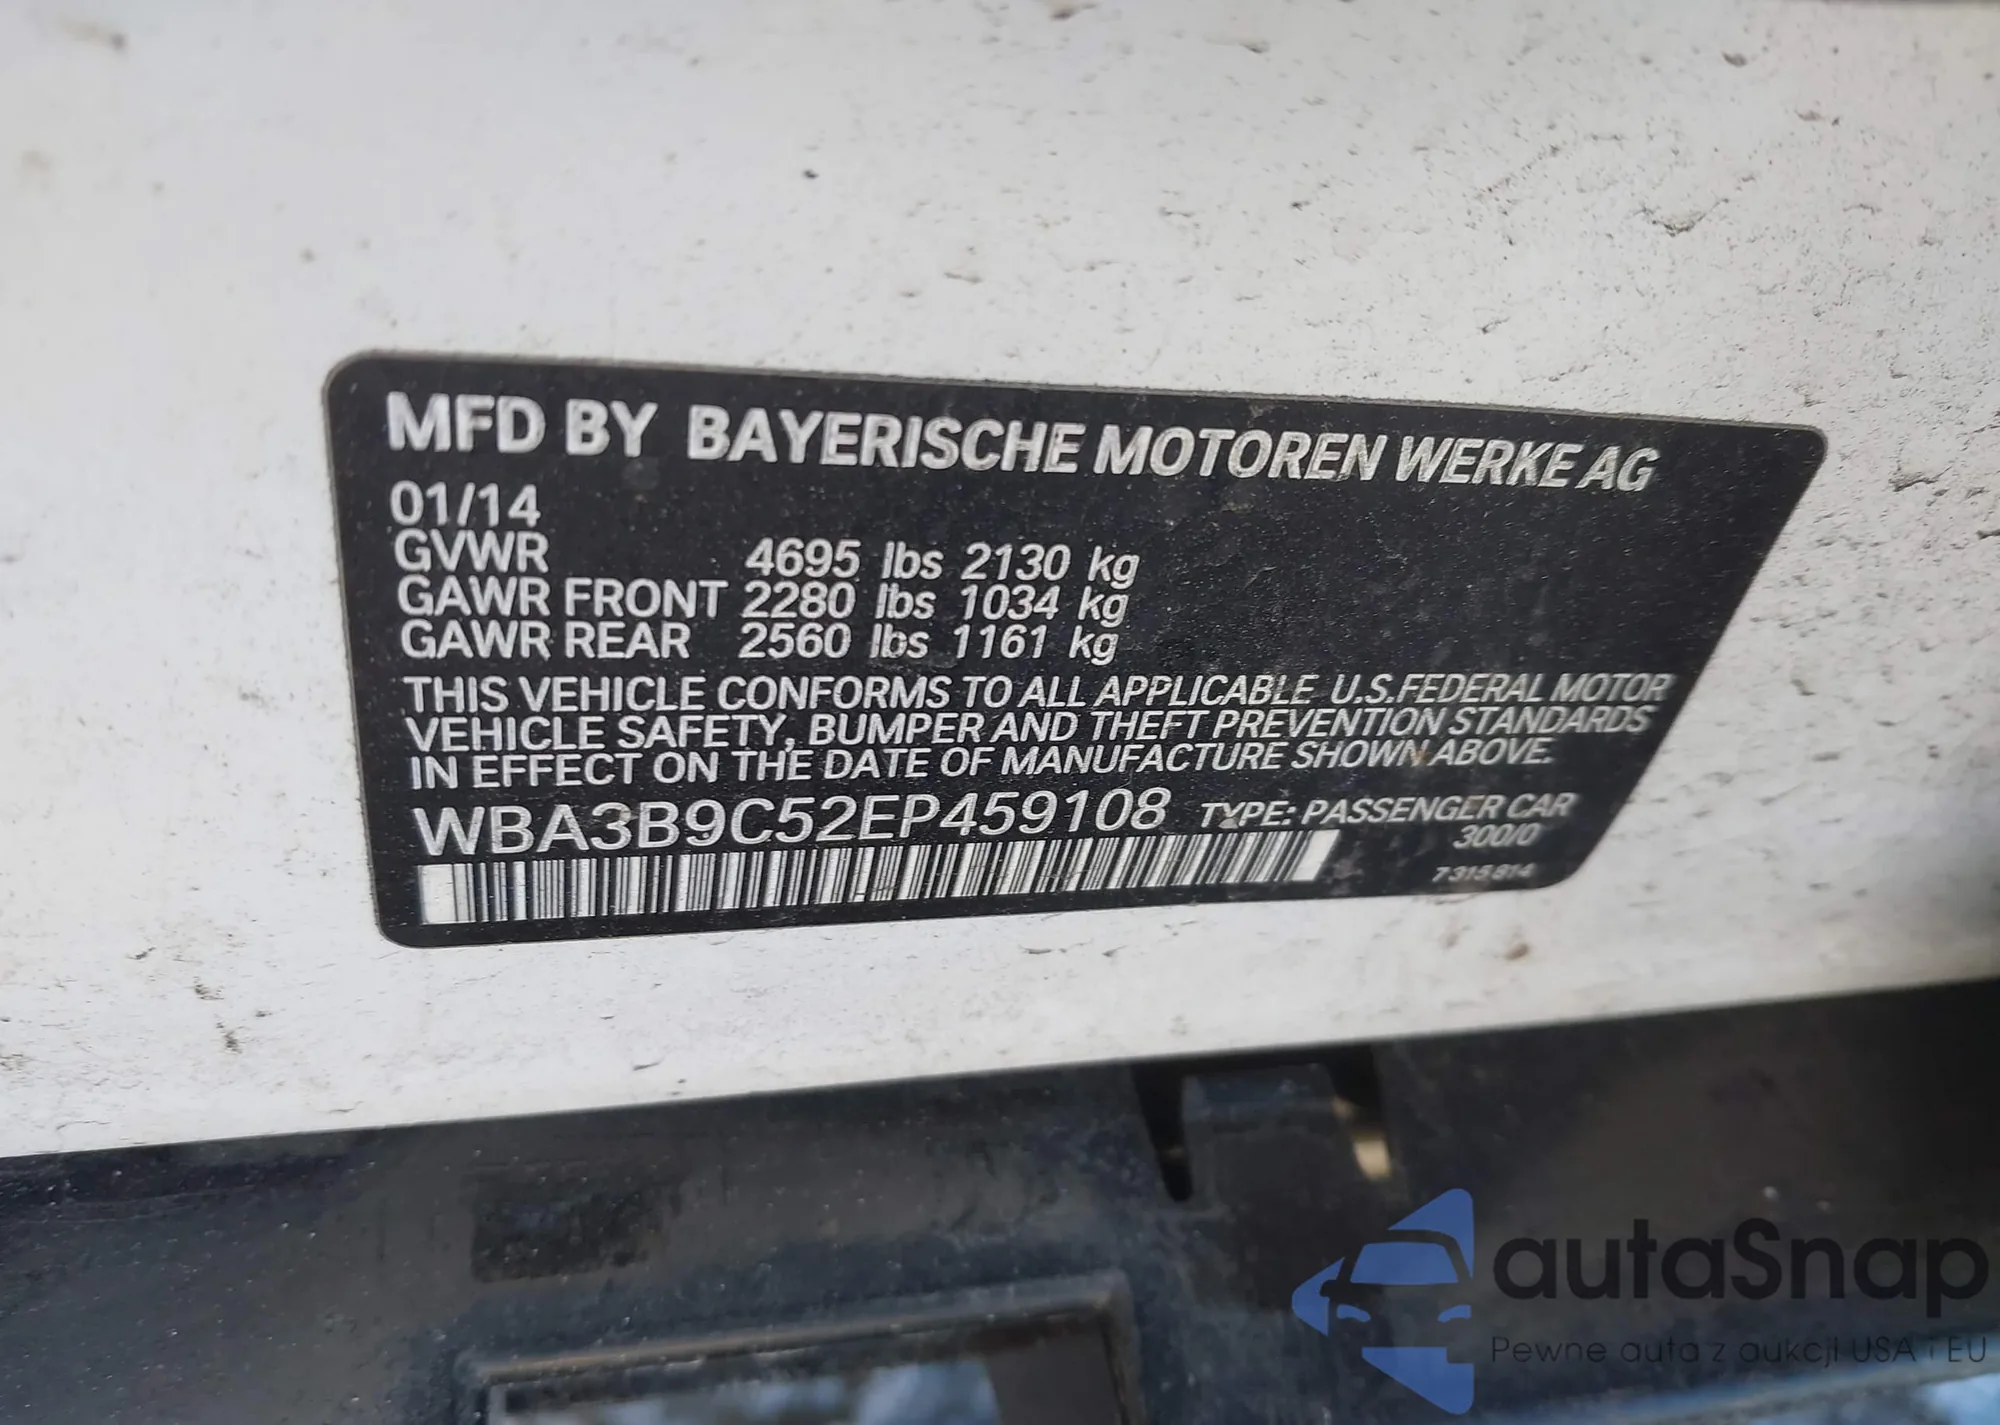 MFD BY BAYERISCHE MOTOREN WERKE AG
01/14
GVWR 4695 lbs 2130 kg
GAWR FRONT 2280 lbs 1034 kg
GAWR REAR 2560 lbs 1161 kg
THIS VEHICLE CONFORMS TO ALL APPLICABLE U.S.FEDERAL MOTOR
VEHICLE SAFETY, BUMPER AND THEFT PREVENTION STANDARDS
IN EFFECT ON THE DATE OF MANUFACTURE SHOWN ABOVE.
WBA3B9C52EP459108 TYPE: PASSENGER CAR
300/0
7 315 814
autaSnap
Pewne auta z aukcji USA i EU